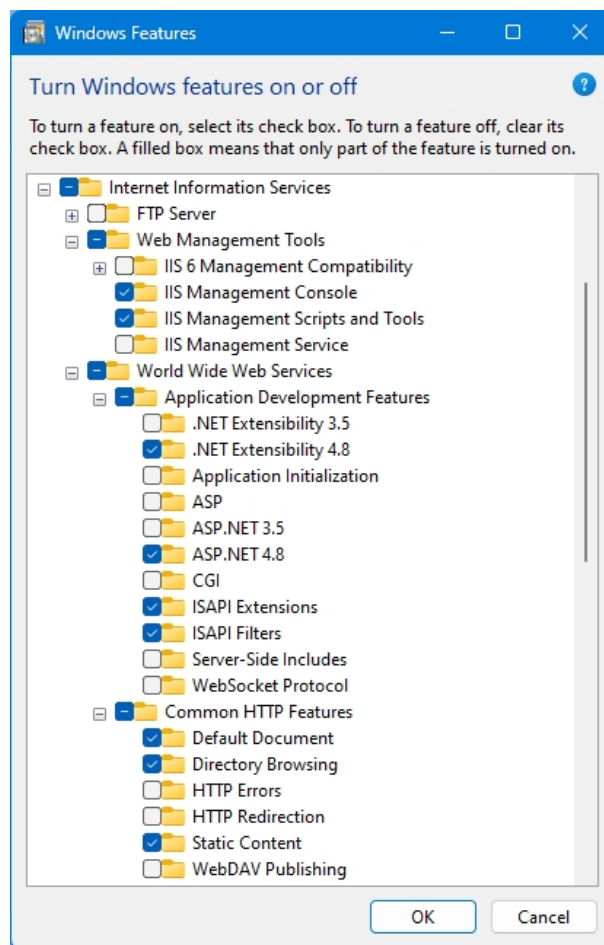 Windows Features
Turn Windows features on or off
To turn a feature on, select its check box. To turn a feature off, clear its
check box. A filled box means that only part of the feature is turned on.
Internet Information Services
FTP Server
Web Management Tools
IIS 6 Management Compatibility
IIS Management Console
IIS Management Scripts and Tools
IIS Management Service
World Wide Web Services
Application Development Features
.NET Extensibility 3.5
.NET Extensibility 4.8
Application Initialization
ASP
ASP.NET 3.5
ASP.NET 4.8
CGI
ISAPI Extensions
ISAPI Filters
Server-Side Includes
WebSocket Protocol
Common HTTP Features
Default Document
Directory Browsing
HTTP Errors
HTTP Redirection
Static Content
WebDAV Publishing
OK Cancel